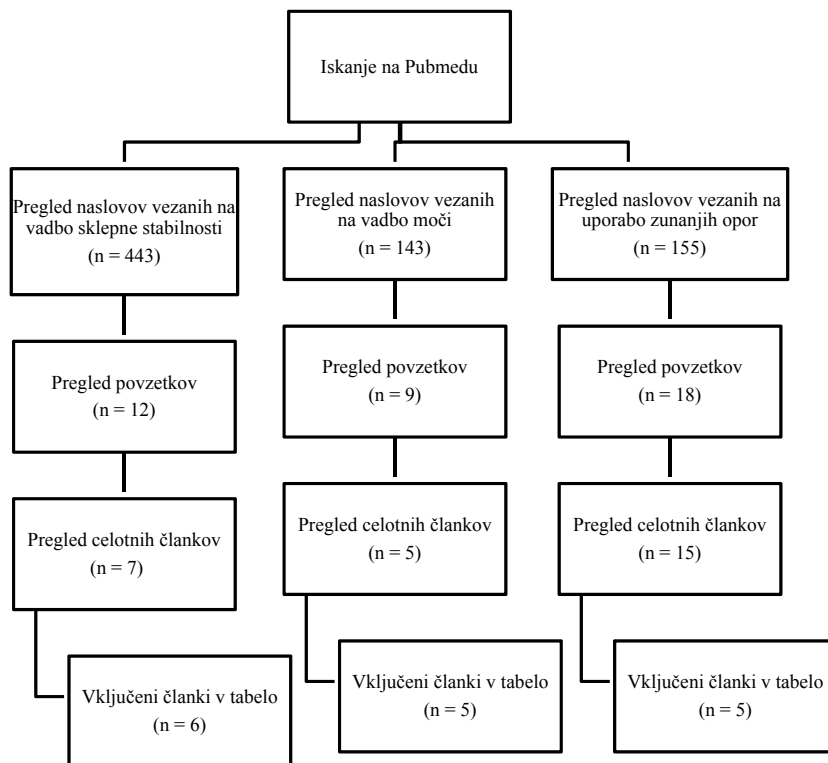 Iskanje na Pubmedu
Pregled naslovov vezanih na
vadbo sklepne stabilnosti
(n = 443)
Pregled naslovov vezanih
na vadbo moči
(n = 143)
Pregled naslovov vezanih na
uporabo zunanjih opor
(n = 155)
Pregled povzetkov
(n = 12)
Pregled povzetkov
(n = 9)
Pregled povzetkov
(n = 18)
Pregled celotnih člankov
(n = 7)
Pregled celotnih člankov
(n = 5)
Pregled celotnih člankov
(n = 15)
Vključeni članki v tabelo
(n = 6)
Vključeni članki v tabelo
(n = 5)
Vključeni članki v tabelo
(n = 5)